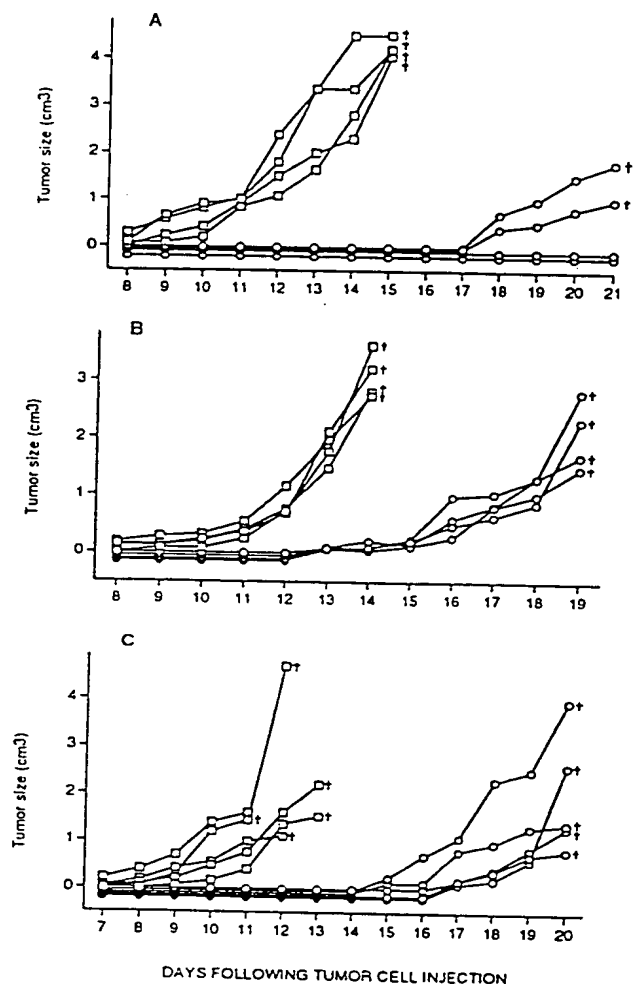 A
Tumor size (cm3)
4
3
2
1
0
† † † †
† †
8 9 10 11 12 13 14 15 16 17 18 19 20 21
B
Tumor size (cm3)
3
2
1
0
† † † †
† † † †
8 9 10 11 12 13 14 15 16 17 18 19
C
Tumor size (cm3)
4
3
2
1
0
† † † † †
† † † † †
7 8 9 10 11 12 13 14 15 16 17 18 19 20
DAYS FOLLOWING TUMOR CELL INJECTION